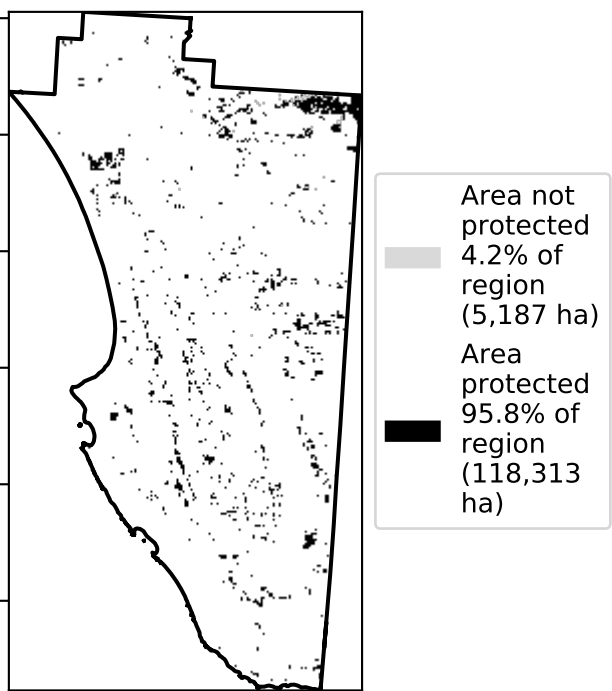 Area not
protected
4.2% of
region
(5,187 ha)
Area
protected
95.8% of
region
(118,313
ha)